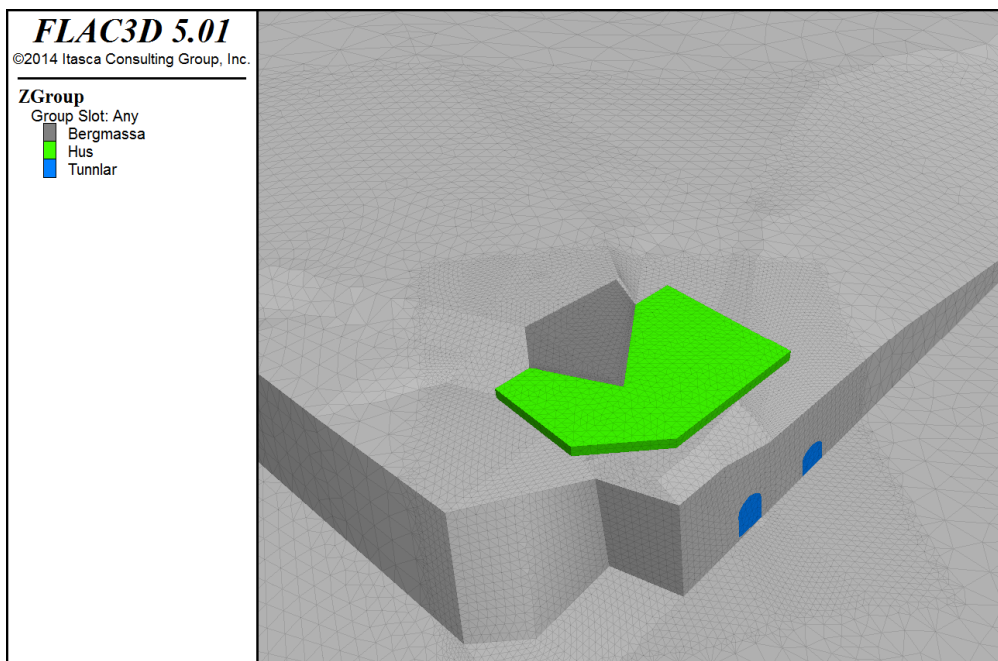 FLAC3D 5.01
©2014 Itasca Consulting Group, Inc.
ZGroup
Group Slot: Any
Bergmassa
Hus
Tunnlar